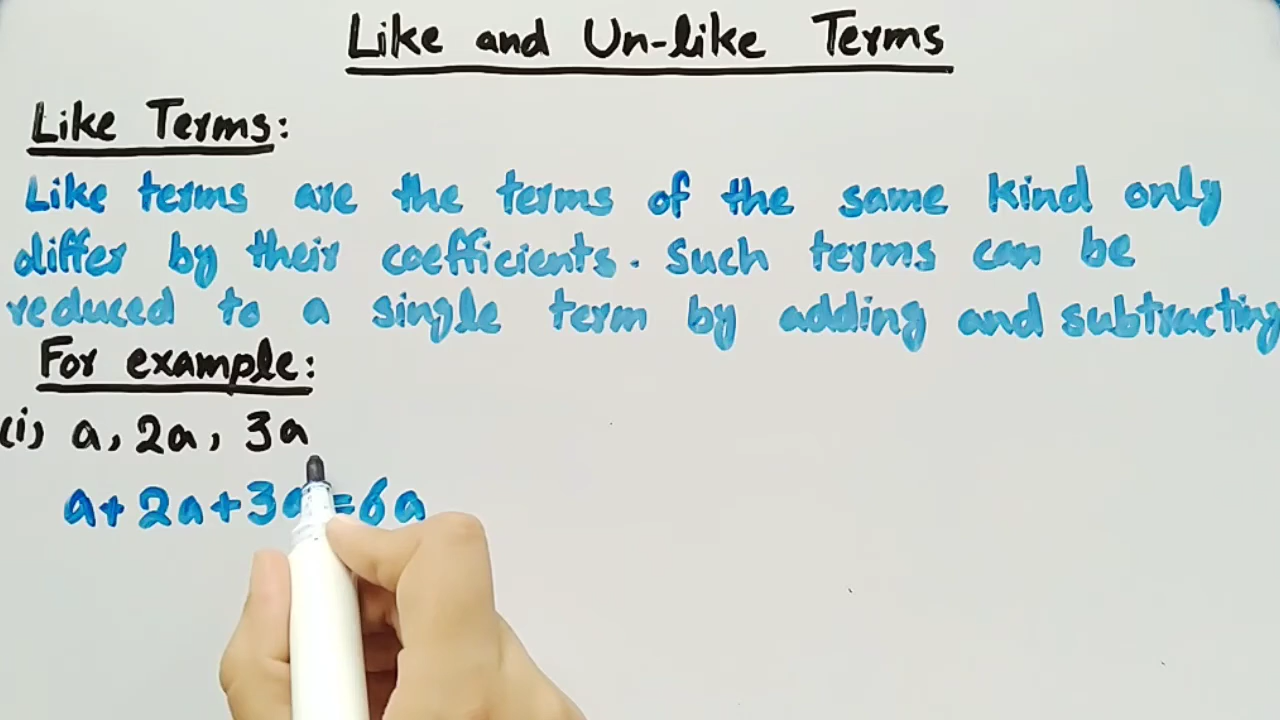 Like and Un-like Terms
Like Terms:
Like terms are the terms of the same kind only
differ by their coefficients. Such terms can be
reduced to a single term by adding and subtracting
For example:
(i) a, 2a, 3a
a+2a+3a=6a